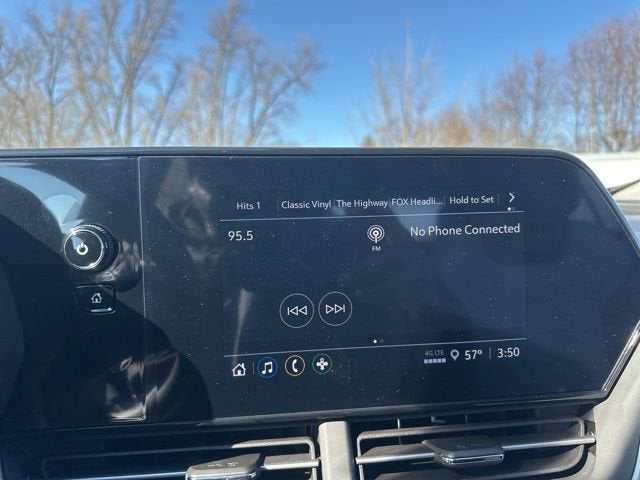 Hits 1 Classic Vinyl The Highway FOX Headli... Hold to Set
95.5 FM No Phone Connected
4G LTE 57° 3:50